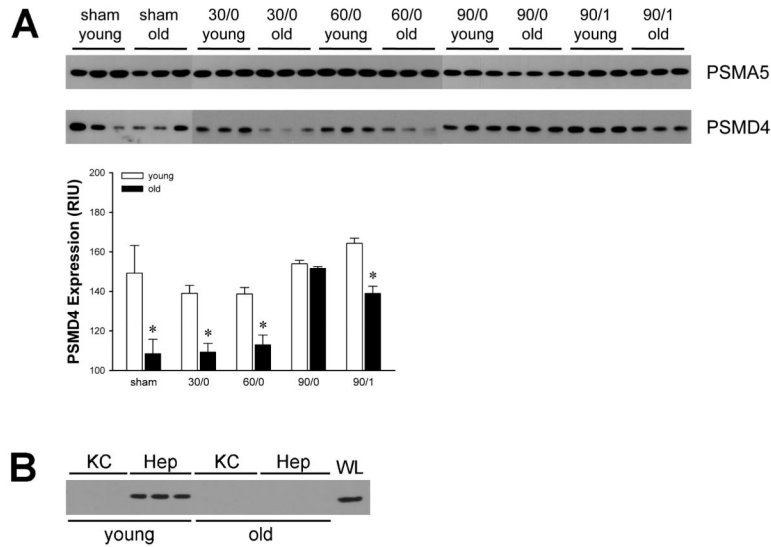 A
sham sham 30/0 30/0 60/0 60/0 90/0 90/0 90/1 90/1
young old young old young old young old young old
PSMA5
PSMD4
PSMD4 Expression (RIU)
200
180
160
140
120
100
young
old
* * * *
sham 30/0 60/0 90/0 90/1
B
KC Hep KC Hep WL
young old